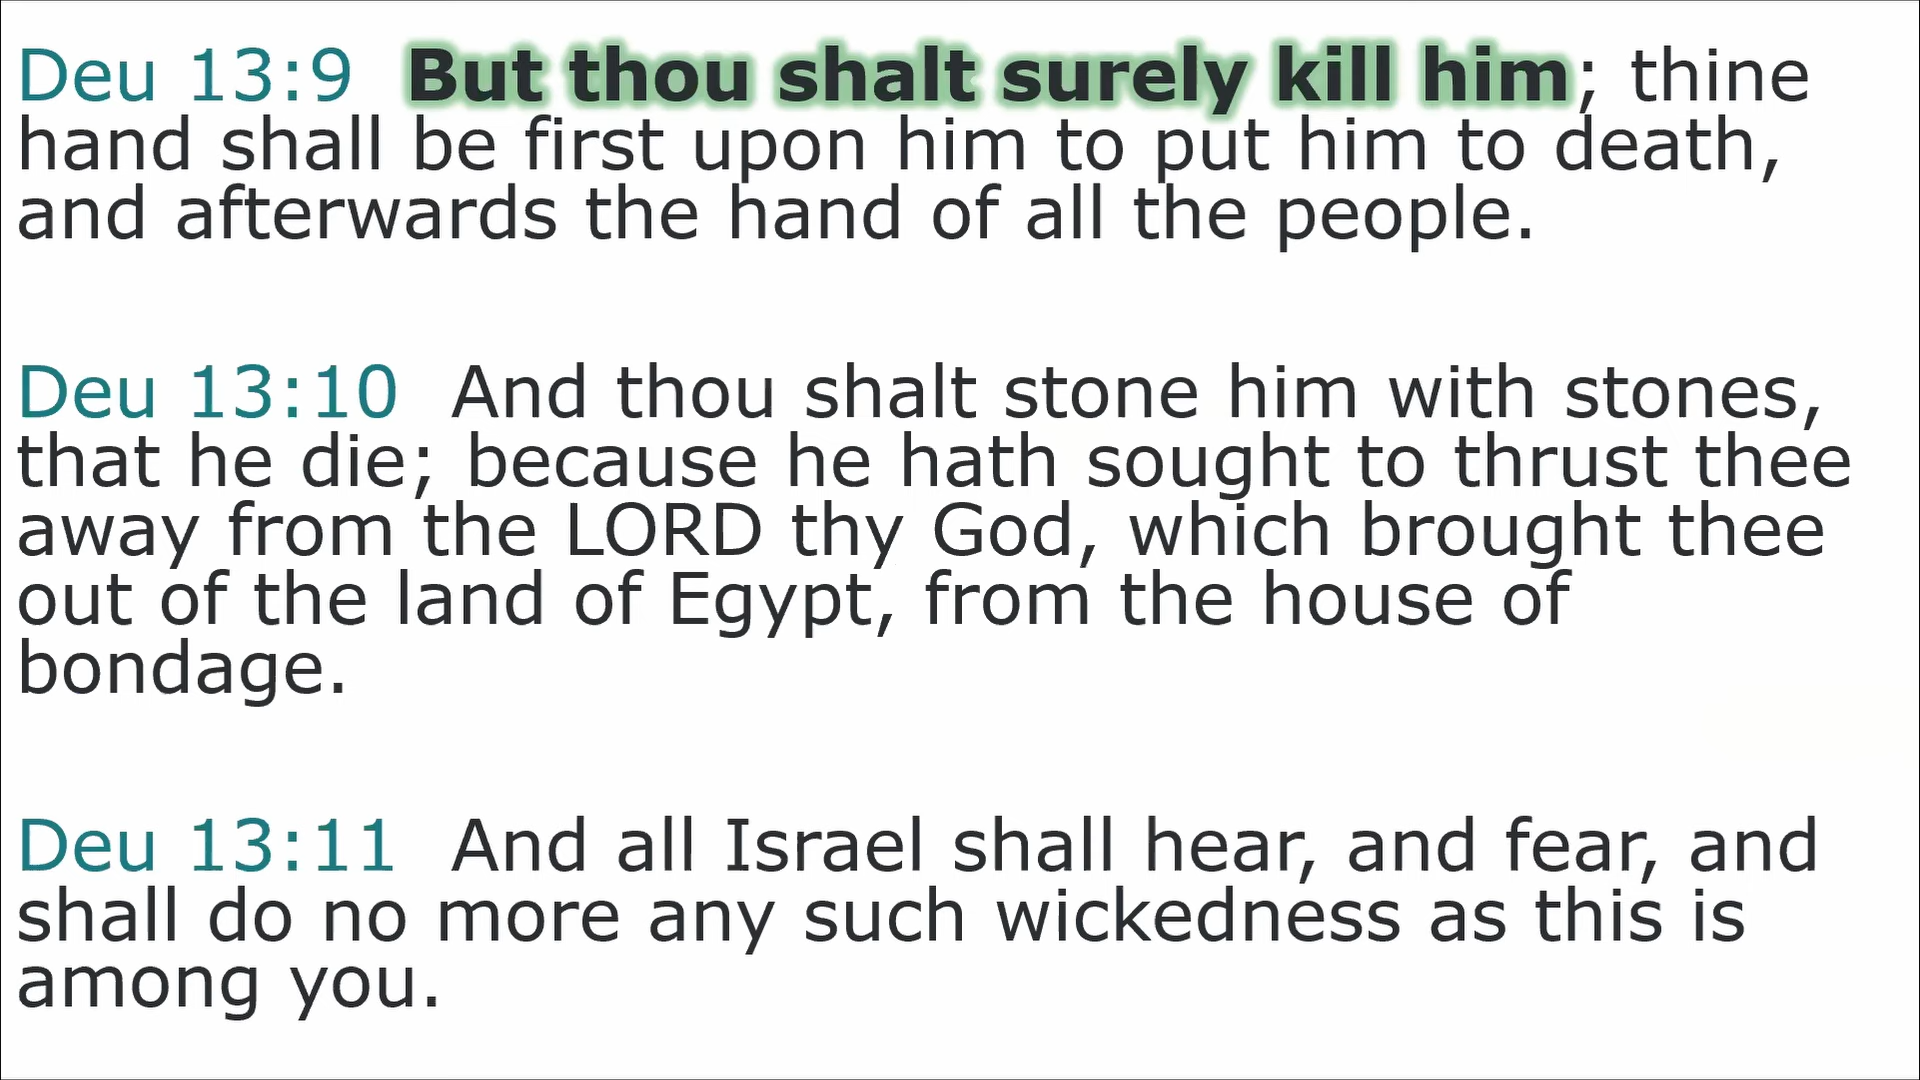 Deu 13:9 But thou shalt surely kill him; thine
hand shall be first upon him to put him to death,
and afterwards the hand of all the people.
Deu 13:10 And thou shalt stone him with stones,
that he die; because he hath sought to thrust thee
away from the LORD thy God, which brought thee
out of the land of Egypt, from the house of
bondage.
Deu 13:11 And all Israel shall hear, and fear, and
shall do no more any such wickedness as this is
among you.